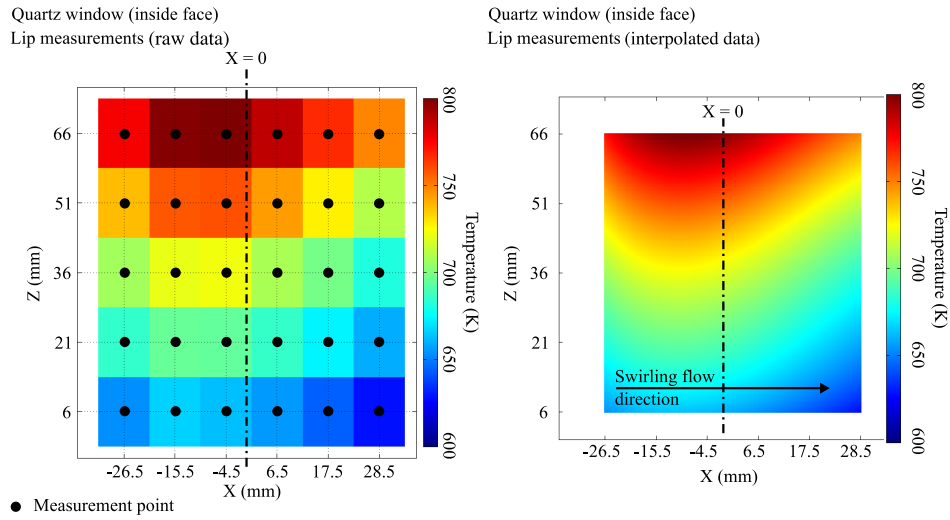 Quartz window (inside face)
Lip measurements (raw data)
X = 0
66
51
36
21
6
Z (mm)
-26.5 -15.5 -4.5 6.5 17.5 28.5
X (mm)
800
750
700
650
600
Temperature (K)
● Measurement point
Quartz window (inside face)
Lip measurements (interpolated data)
X = 0
66
51
36
21
6
Z (mm)
Swirling flow
direction
-26.5 -15.5 -4.5 6.5 17.5 28.5
X (mm)
800
750
700
650
600
Temperature (K)